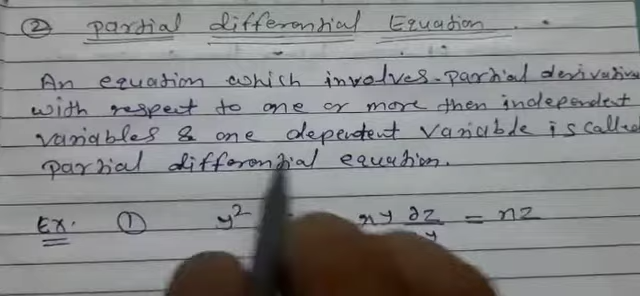 ② Partial differential Equation
An equation which involves partial derivative
with respect to one or more then independent
variables & one dependent variable is called
partial differential equation.
Ex. ① y² xy ∂z/y = nz